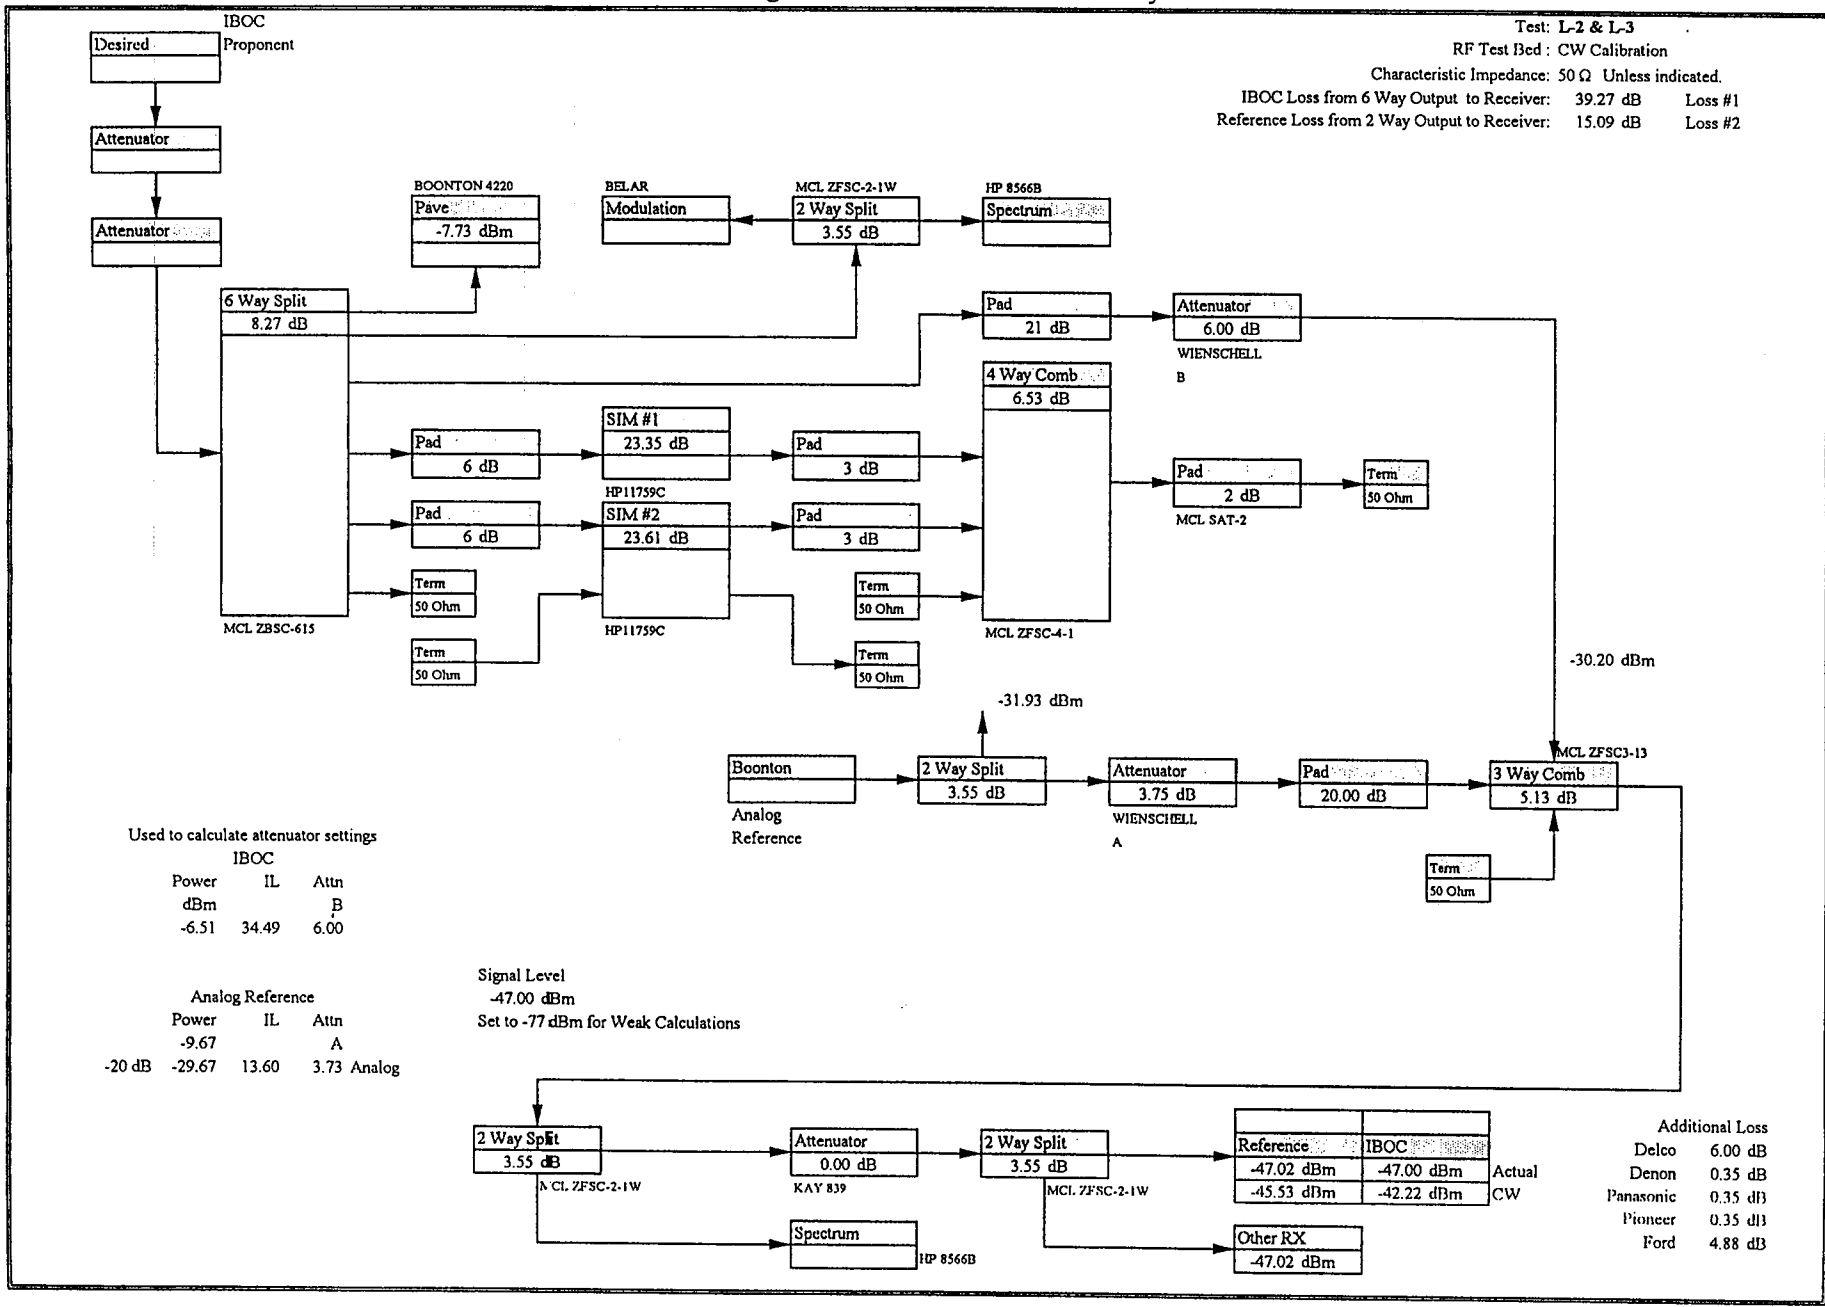 IBOC
Proponent
Desired
Test: L-2 & L-3
RF Test Bed : CW Calibration
Characteristic Impedance: 50 Ω Unless indicated.
IBOC Loss from 6 Way Output to Receiver: 39.27 dB Loss #1
Reference Loss from 2 Way Output to Receiver: 15.09 dB Loss #2
Attenuator
Attenuator
BOONTON 4220
Pave
-7.73 dBm
BELAR
Modulation
MCL ZFSC-2-1W
2 Way Split
3.55 dB
HP 8566B
Spectrum
6 Way Split
8.27 dB
MCL ZBSC-615
Pad
21 dB
Attenuator
6.00 dB
WIENSCHELL
B
4 Way Comb
6.53 dB
MCL ZFSC-4-1
Pad
6 dB
SIM #1
23.35 dB
HP11759C
Pad
3 dB
Pad
2 dB
MCL SAT-2
Term
50 Ohm
Pad
6 dB
SIM #2
23.61 dB
HP11759C
Pad
3 dB
Term
50 Ohm
Term
50 Ohm
Term
50 Ohm
Term
50 Ohm
-30.20 dBm
-31.93 dBm
Boonton
Analog
Reference
2 Way Split
3.55 dB
Attenuator
3.75 dB
WIENSCHELL
A
Pad
20.00 dB
MCL ZFSC3-13
3 Way Comb
5.13 dB
Term
50 Ohm
Used to calculate attenuator settings
IBOC
Power IL Attn
dBm B
-6.51 34.49 6.00
Analog Reference
Power IL Attn
-9.67 A
-20 dB -29.67 13.60 3.73 Analog
Signal Level
-47.00 dBm
Set to -77 dBm for Weak Calculations
2 Way Split
3.55 dB
MCL ZFSC-2-1W
Attenuator
0.00 dB
KAY 839
2 Way Split
3.55 dB
MCL ZFSC-2-1W
Reference IBOC
-47.02 dBm -47.00 dBm Actual
-45.53 dBm -42.22 dBm CW
Spectrum
HP 8566B
Other RX
-47.02 dBm
Additional Loss
Delco 6.00 dB
Denon 0.35 dB
Panasonic 0.35 dB
Pioneer 0.35 dB
Ford 4.88 dB